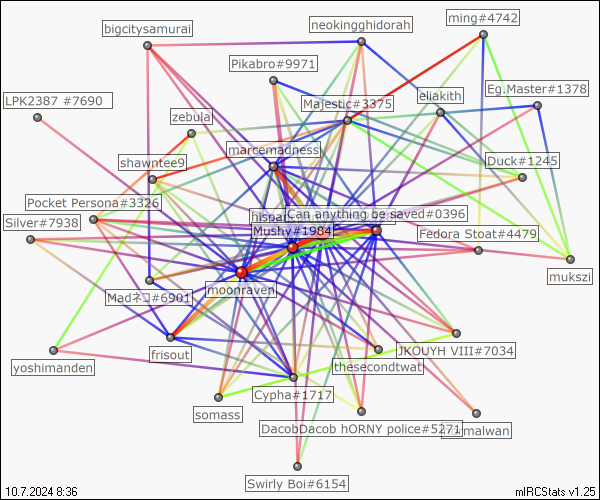 ming#4742
neokingghidorah
bigcitysamurai
Pikabro#9971
Eg.Master#1378
eliakith
LPK2387 #7690
Majestic#3375
zebula
marcemadness
Duck#1245
shawntee9
Pocket Persona#3326
Can anything be saved#0396
Silver#7938
Mushy#1984
Fedora Stoat#4479
mukszi
moonraven
Madネコ#6901
JKOUYH VIII#7034
frisout
thesecondtwat
yoshimanden
Cypha#1717
somass
DacobDacob hORNY police#5271
Swirly Boi#6154
10.7.2024 8:36
mIRCStats v1.25